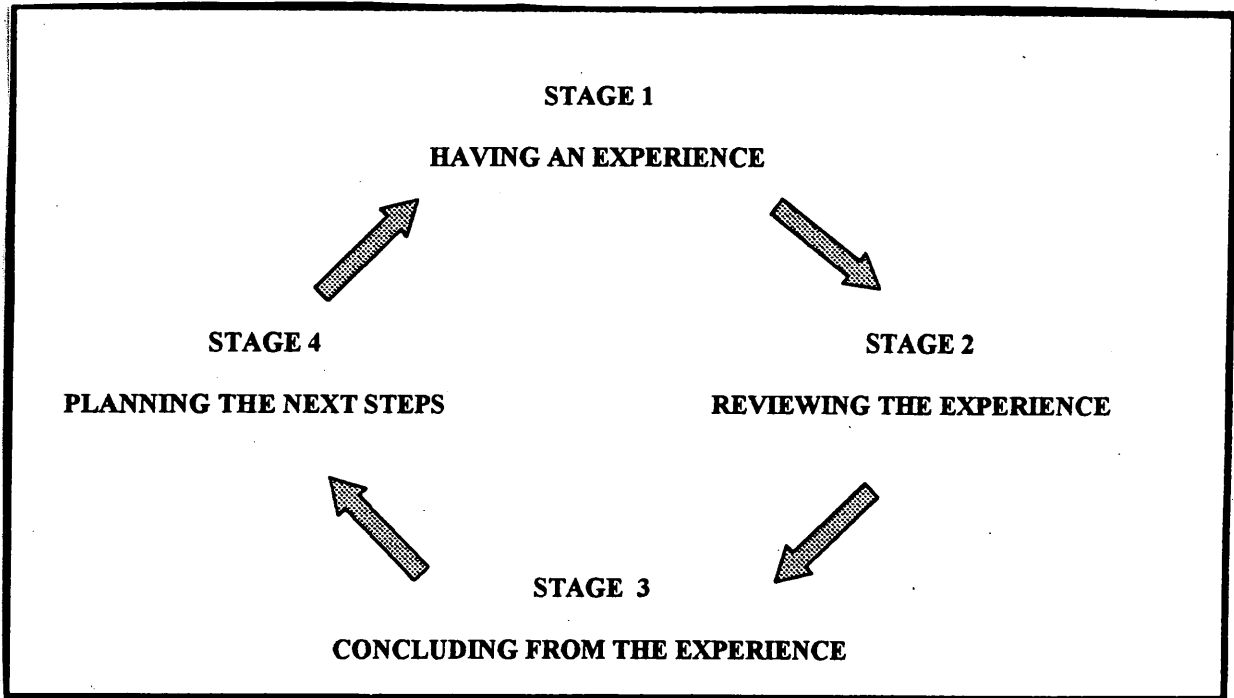 STAGE 1
HAVING AN EXPERIENCE
STAGE 2
REVIEWING THE EXPERIENCE
STAGE 3
CONCLUDING FROM THE EXPERIENCE
STAGE 4
PLANNING THE NEXT STEPS